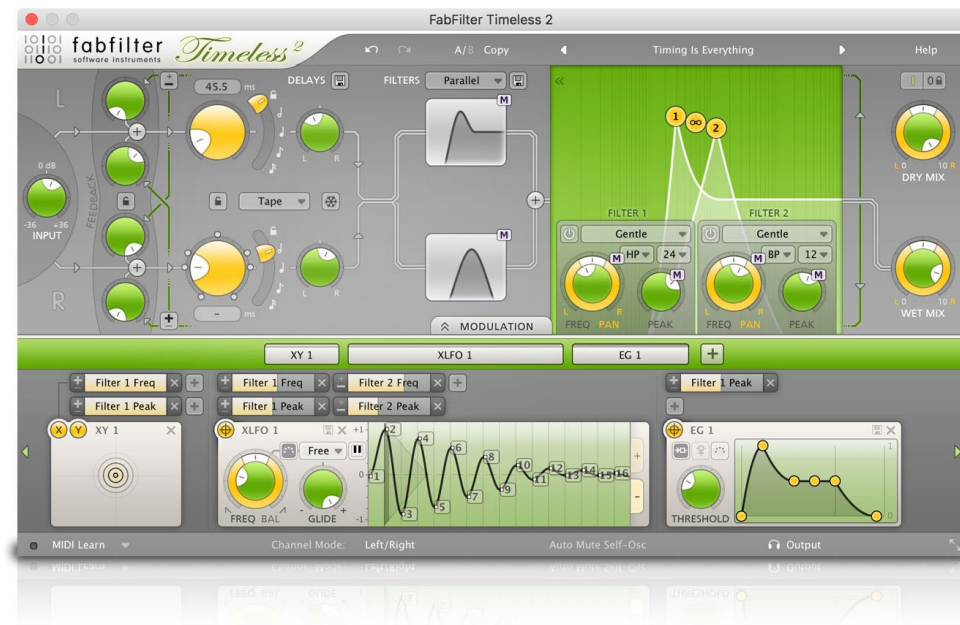 FabFilter Timeless 2
fabfilter
software instruments
Timeless 2
A/B Copy
Timing Is Everything
Help
L
45.5 ms
DELAYS
FILTERS
Parallel
M
0
1 2
L R
L 0 10 R
DRY MIX
0 dB
-36 +36
INPUT
FEEDBACK
Tape
FILTER 1
FILTER 2
Gentle
Gentle
M HP 24 M
M BP 12 M
L R
L R
FREQ PAN PEAK
FREQ PAN PEAK
M
R
- ms
L R
L 0 10 R
WET MIX
MODULATION
XY 1
XLFO 1
EG 1
+
Filter 1 Freq
Filter 1 Freq
Filter 2 Freq
Filter 1 Peak
Filter 1 Peak
Filter 1 Peak
Filter 2 Peak
X Y XY 1
XLFO 1
Free
FREQ BAL
- +
GLIDE
+1
0
-1
1 2 3 4 5 6 7 8 9 10 11 12 13 14 15 16
+
-
EG 1
THRESHOLD
1
0
MIDI Learn
Channel Mode: Left/Right
Auto Mute Self-Osc
Output